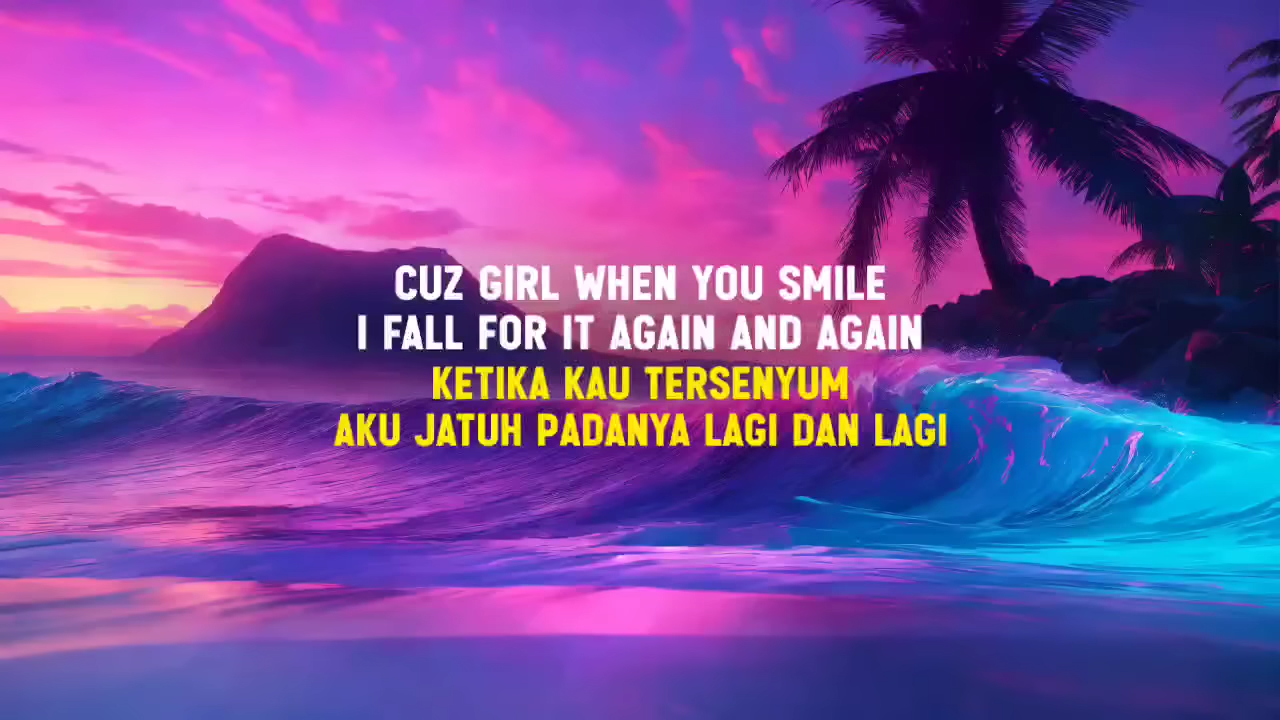 CUZ GIRL WHEN YOU SMILE
I FALL FOR IT AGAIN AND AGAIN
KETIKA KAU TERSENYUM
AKU JATUH PADANYA LAGI DAN LAGI